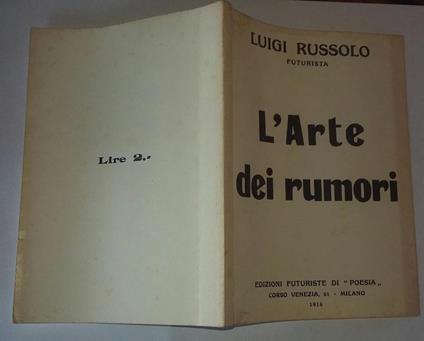 LUIGI RUSSOLO
FUTURISTA
L'Arte
dei rumori
EDIZIONI FUTURISTE DI " POESIA „
CORSO VENEZIA, 61 - MILANO
1916
Lire 2.-